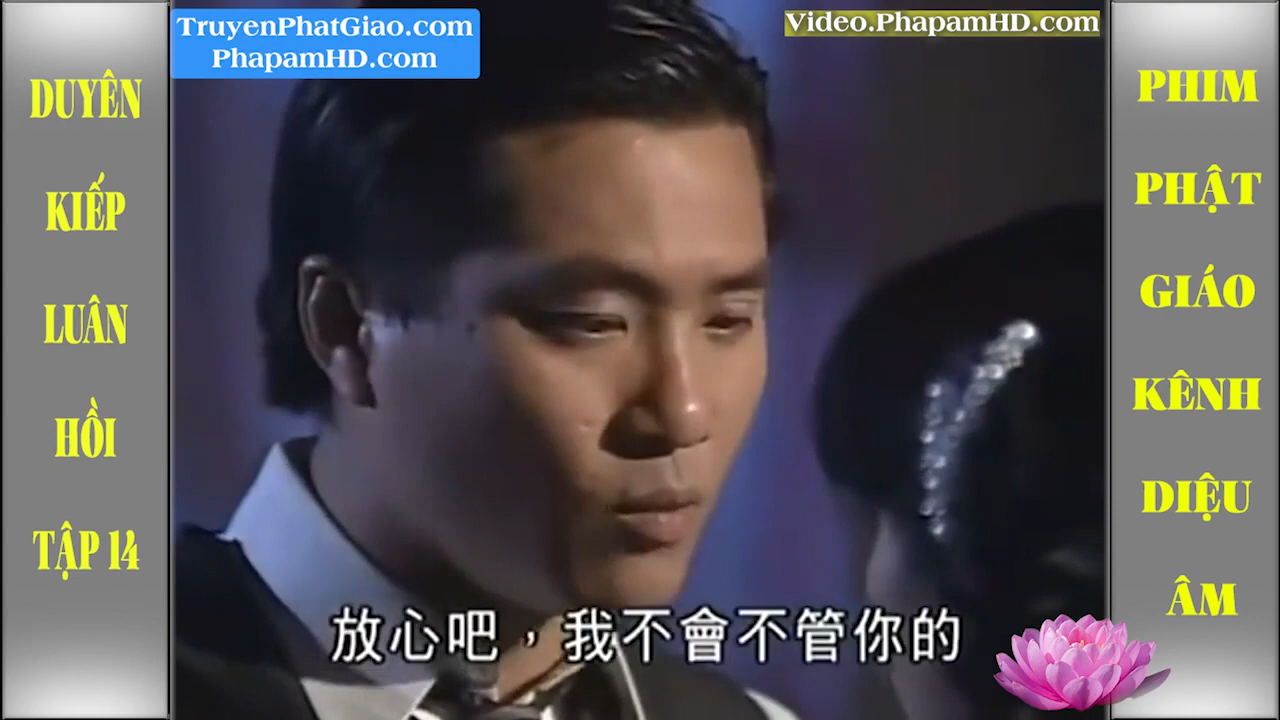 TruyenPhatGiao.com
PhapamHD.com
Video.PhapamHD.com
DUYÊN
KIẾP
LUÂN
HỒI
TẬP 14
PHIM
PHẬT
GIÁO
KÊNH
DIỆU
ÂM
放心吧，我不會不管你的